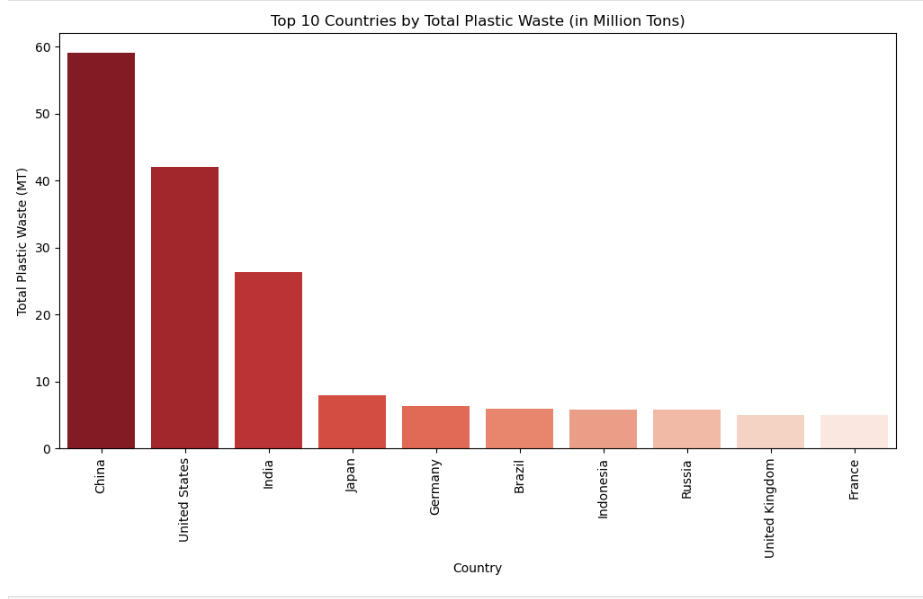 Top 10 Countries by Total Plastic Waste (in Million Tons)
Total Plastic Waste (MT)
60
50
40
30
20
10
0
China
United States
India
Japan
Germany
Brazil
Indonesia
Russia
United Kingdom
France
Country